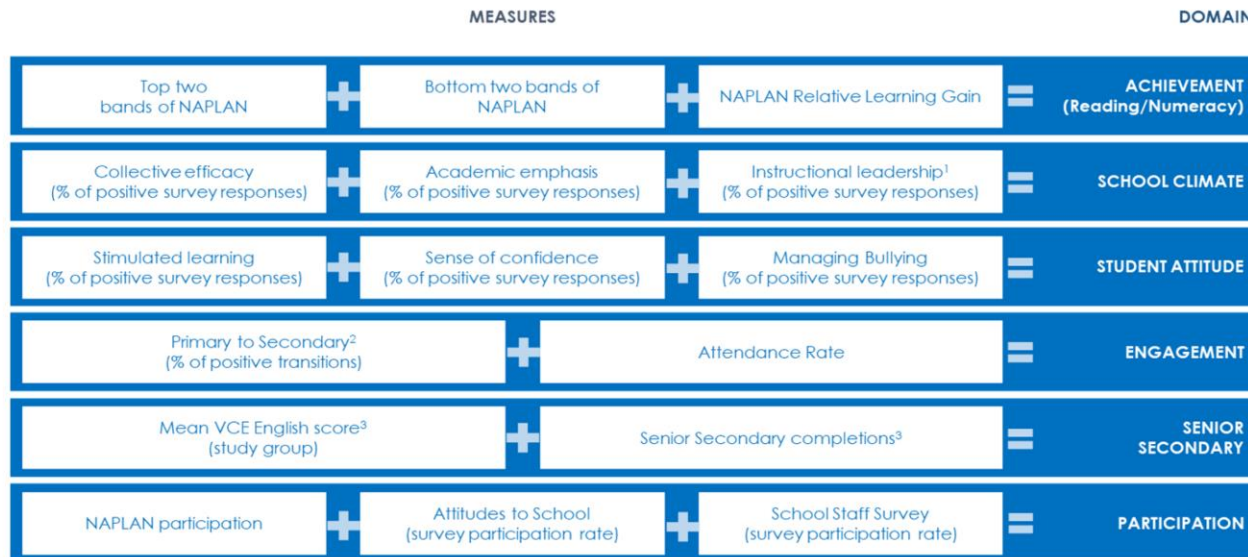 MEASURES
DOMAIN
Top two
bands of NAPLAN
+
Bottom two bands of
NAPLAN
+
NAPLAN Relative Learning Gain
=
ACHIEVEMENT
(Reading/Numeracy)
Collective efficacy
(% of positive survey responses)
+
Academic emphasis
(% of positive survey responses)
+
Instructional leadership¹
(% of positive survey responses)
=
SCHOOL CLIMATE
Stimulated learning
(% of positive survey responses)
+
Sense of confidence
(% of positive survey responses)
+
Managing Bullying
(% of positive survey responses)
=
STUDENT ATTITUDE
Primary to Secondary²
(% of positive transitions)
+
Attendance Rate
=
ENGAGEMENT
Mean VCE English score³
(study group)
+
Senior Secondary completions³
=
SENIOR
SECONDARY
NAPLAN participation
+
Attitudes to School
(survey participation rate)
+
School Staff Survey
(survey participation rate)
=
PARTICIPATION